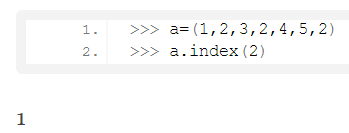 1. >>> a=(1,2,3,2,4,5,2)
2. >>> a.index(2)
1